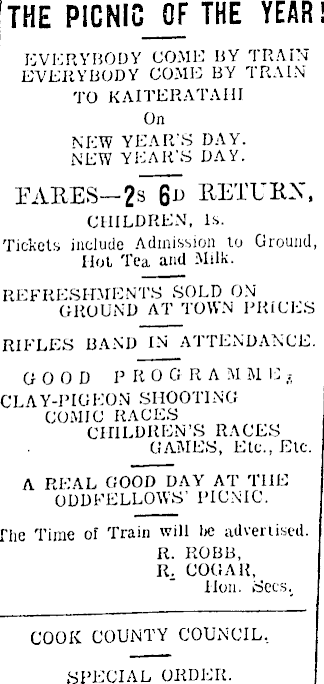 THE PICNIC OF THE YEAR!
EVERYBODY COME BY TRAIN
EVERYBODY COME BY TRAIN
TO KAITERATAHI
On
NEW YEAR'S DAY.
NEW YEAR'S DAY.
FARES—2s 6D RETURN,
CHILDREN, 1s.
Tickets include Admission to Ground,
Hot Tea and Milk.
REFRESHMENTS SOLD ON
GROUND AT TOWN PRICES
RIFLES BAND IN ATTENDANCE.
GOOD PROGRAMME,
CLAY-PIGEON SHOOTING
COMIC RACES
CHILDREN'S RACES
GAMES, Etc., Etc.
A REAL GOOD DAY AT THE
ODDFELLOWS' PICNIC.
The Time of Train will be advertised.
R. ROBB,
R. COGAR,
Hon. Secs.
COOK COUNTY COUNCIL.
SPECIAL ORDER.